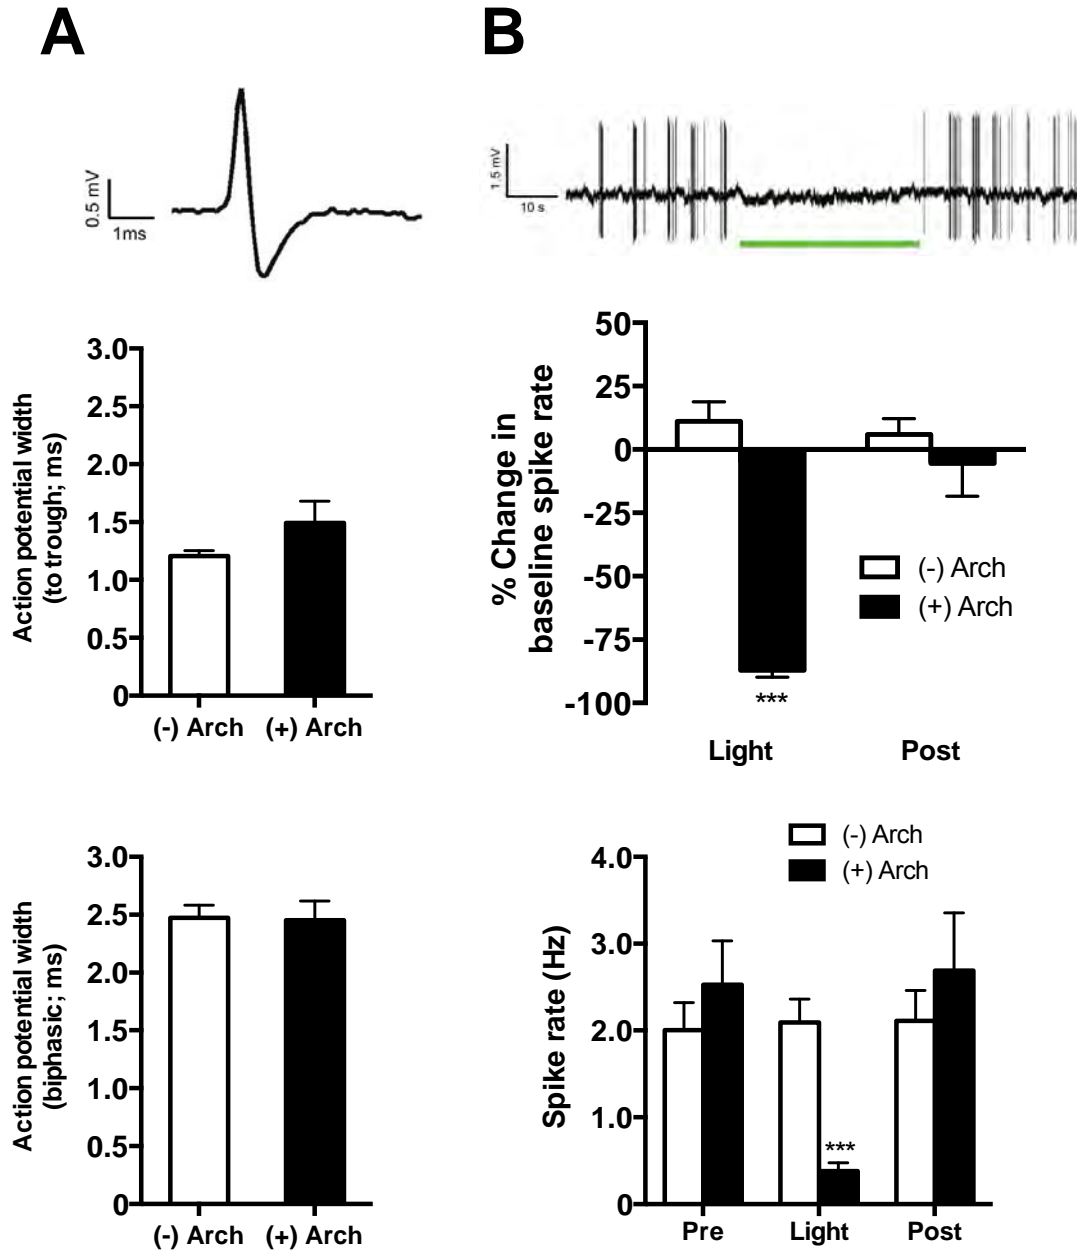 A
0.5 mV
1ms
Action potential width
(to trough; ms)
3.0
2.5
2.0
1.5
1.0
0.5
0
(-) Arch
(+) Arch
Action potential width
(biphasic; ms)
3.0
2.5
2.0
1.5
1.0
0.5
0
(-) Arch
(+) Arch
B
1.5 mV
10 s
% Change in
baseline spike rate
50
25
0
-25
-50
-75
-100
(-) Arch
(+) Arch
***
Light
Post
(-) Arch
(+) Arch
Spike rate (Hz)
4.0
3.0
2.0
1.0
0
***
Pre
Light
Post